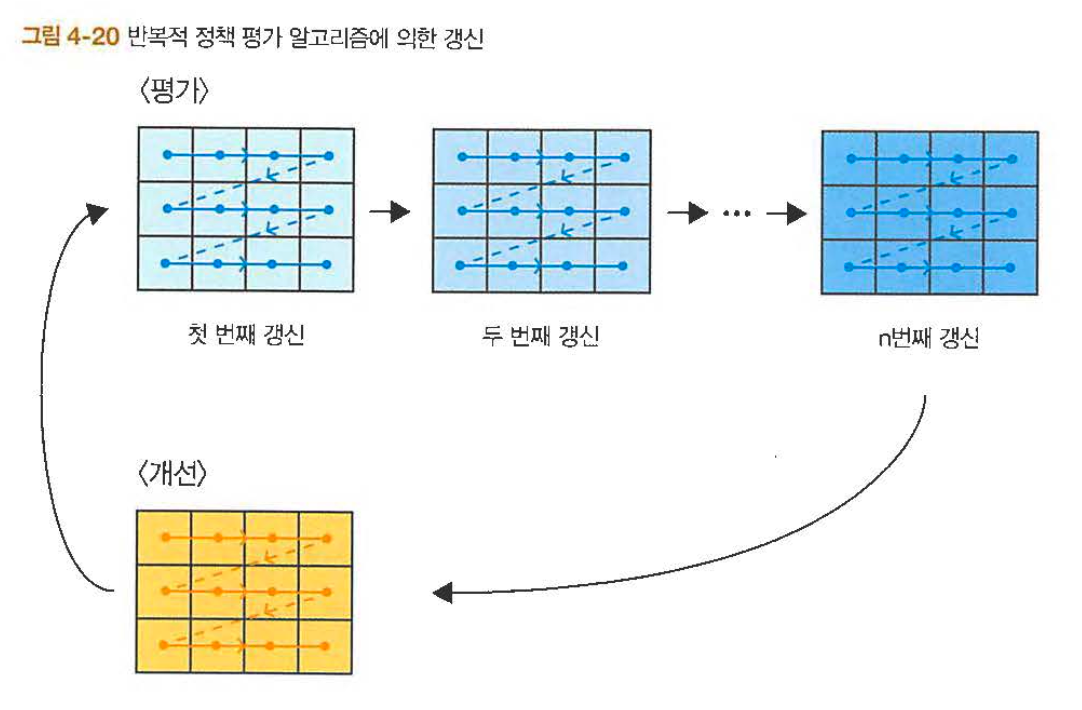 그림 4-20 반복적 정책 평가 알고리즘에 의한 갱신
〈평가〉
...
첫 번째 갱신
두 번째 갱신
n번째 갱신
〈개선〉